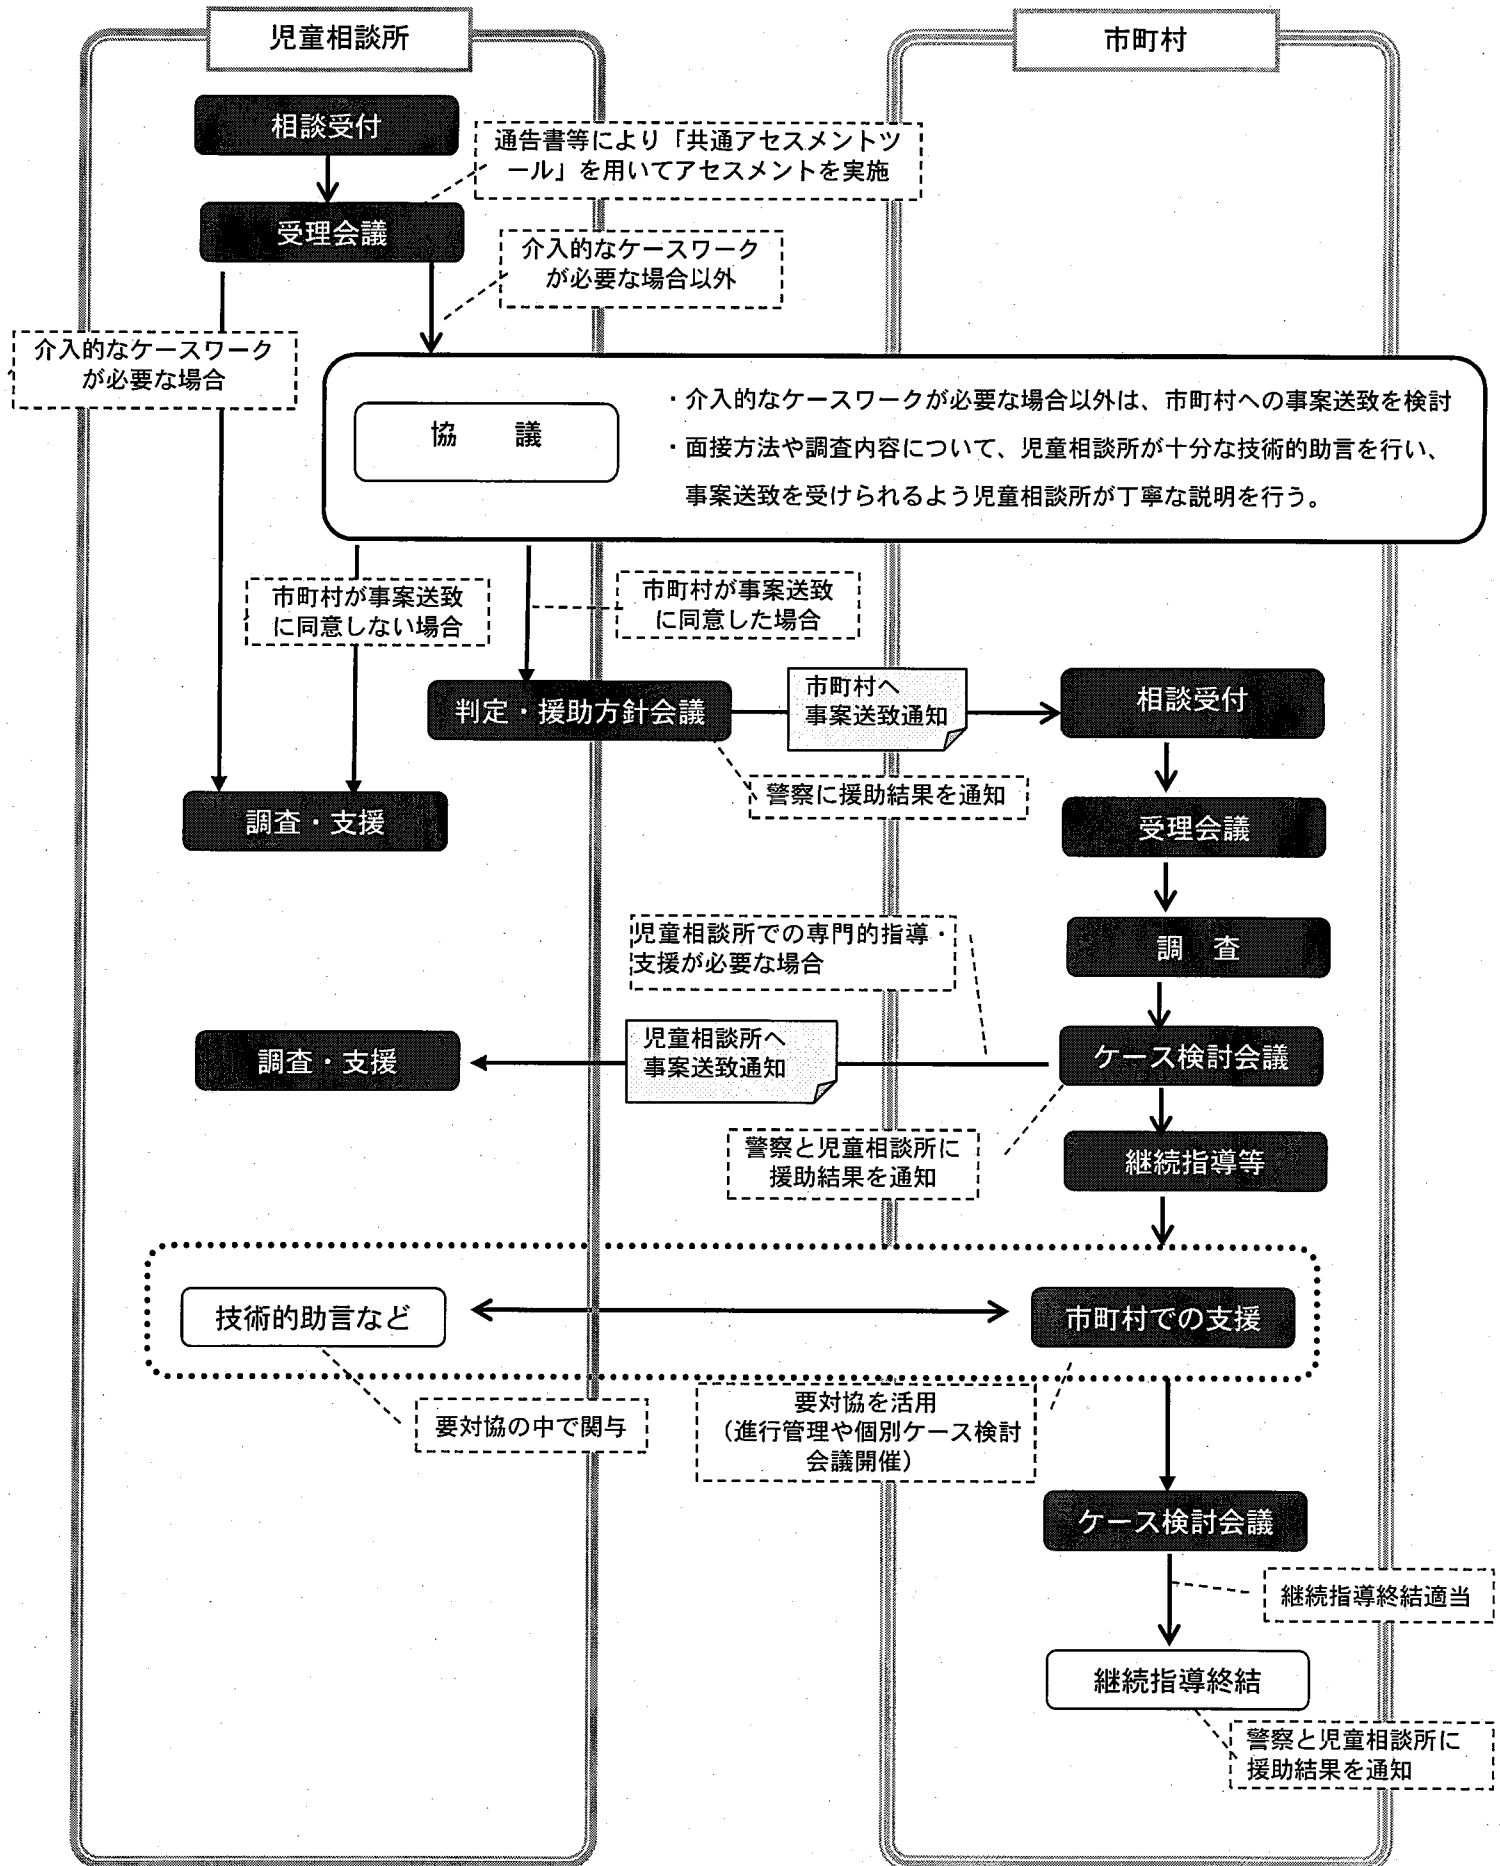 児童相談所
市町村
相談受付
通告書等により「共通アセスメントツ
ール」を用いてアセスメントを実施
受理会議
介入的なケースワーク
が必要な場合以外
介入的なケースワーク
が必要な場合
協　議
・介入的なケースワークが必要な場合以外は、市町村への事案送致を検討
・面接方法や調査内容について、児童相談所が十分な技術的助言を行い、
事案送致を受けられるよう児童相談所が丁寧な説明を行う。
市町村が事案送致
に同意しない場合
市町村が事案送致
に同意した場合
判定・援助方針会議
市町村へ
事案送致通知
相談受付
警察に援助結果を通知
調査・支援
受理会議
児童相談所での専門的指導・
支援が必要な場合
調　査
調査・支援
児童相談所へ
事案送致通知
ケース検討会議
警察と児童相談所に
援助結果を通知
継続指導等
技術的助言など
市町村での支援
要対協の中で関与
要対協を活用
（進行管理や個別ケース検討
会議開催）
ケース検討会議
継続指導終結適当
継続指導終結
警察と児童相談所に
援助結果を通知